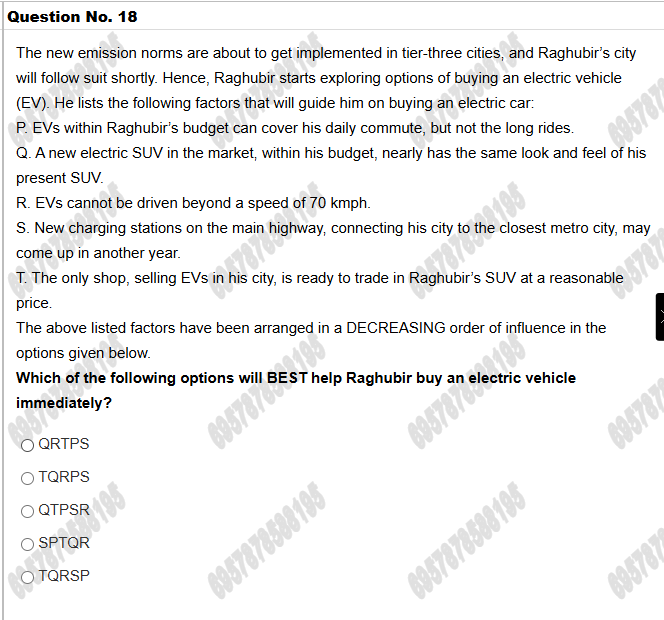 Question No. 18
The new emission norms are about to get implemented in tier-three cities, and Raghubir's city
will follow suit shortly. Hence, Raghubir starts exploring options of buying an electric vehicle
(EV). He lists the following factors that will guide him on buying an electric car:
P. EVs within Raghubir's budget can cover his daily commute, but not the long rides.
Q. A new electric SUV in the market, within his budget, nearly has the same look and feel of his
present SUV.
R. EVs cannot be driven beyond a speed of 70 kmph.
S. New charging stations on the main highway, connecting his city to the closest metro city, may
come up in another year.
T. The only shop, selling EVs in his city, is ready to trade in Raghubir's SUV at a reasonable
price.
The above listed factors have been arranged in a DECREASING order of influence in the
options given below.
Which of the following options will BEST help Raghubir buy an electric vehicle
immediately?
QRTPS
TQRPS
QTPSR
SPTQR
TQRSP